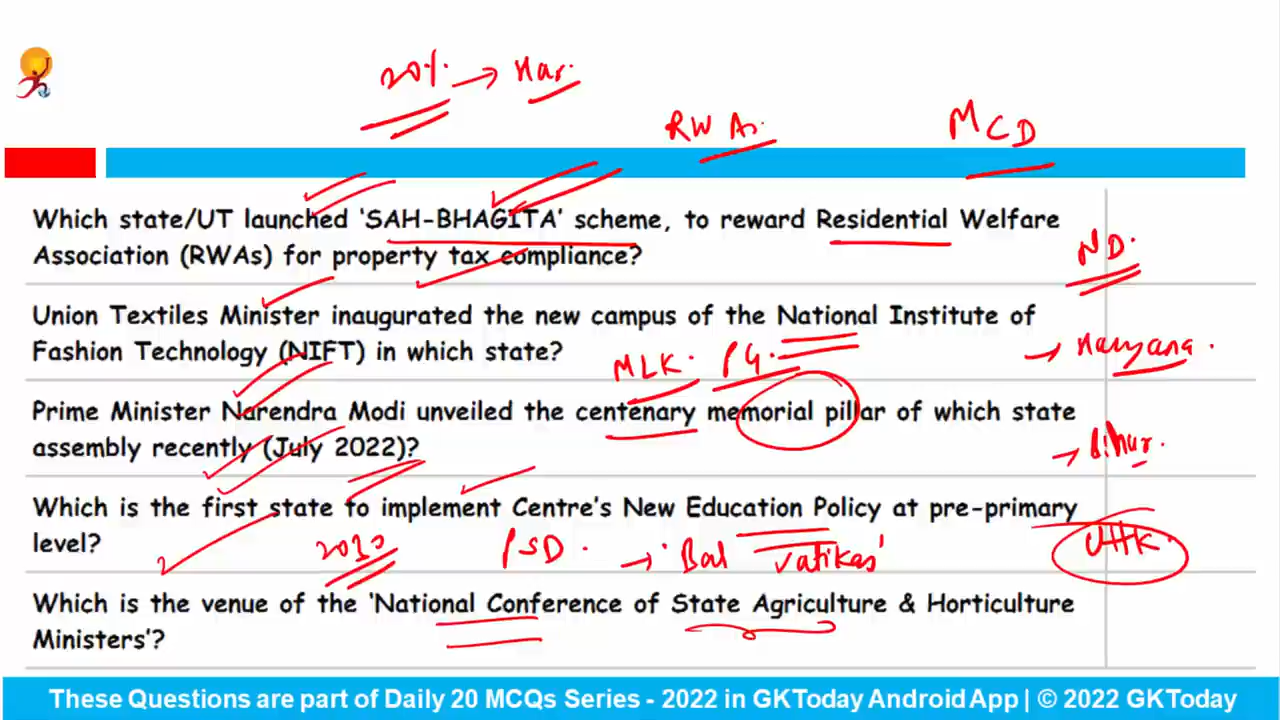 20% → Har.
RWAs.
MCD
Which state/UT launched 'SAH-BHAGITA' scheme, to reward Residential Welfare
Association (RWAs) for property tax compliance?
ND.
Union Textiles Minister inaugurated the new campus of the National Institute of
Fashion Technology (NIFT) in which state?
→ Haryana.
MLK. PG.
Prime Minister Narendra Modi unveiled the centenary memorial pillar of which state
assembly recently (July 2022)?
→ Bihar.
Which is the first state to implement Centre's New Education Policy at pre-primary
level?
UTTK.
2030
PSD. → 'Bal Vatikas'
Which is the venue of the 'National Conference of State Agriculture & Horticulture
Ministers'?
These Questions are part of Daily 20 MCQs Series - 2022 in GKToday Android App | © 2022 GKToday